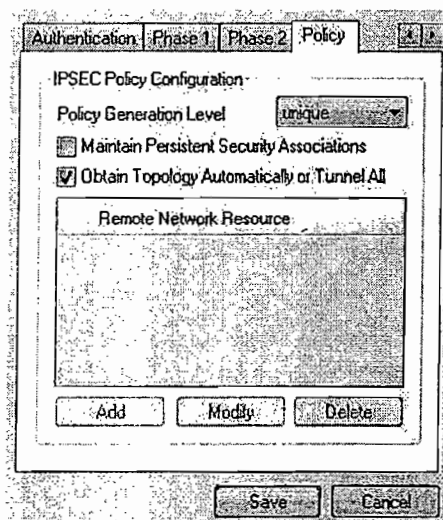 Authentication Phase 1 Phase 2 Policy
IPSEC Policy Configuration
Policy Generation Level unique
Maintain Persistent Security Associations
Obtain Topology Automatically or Tunnel All
Remote Network Resource
Add Modify Delete
Save Cancel